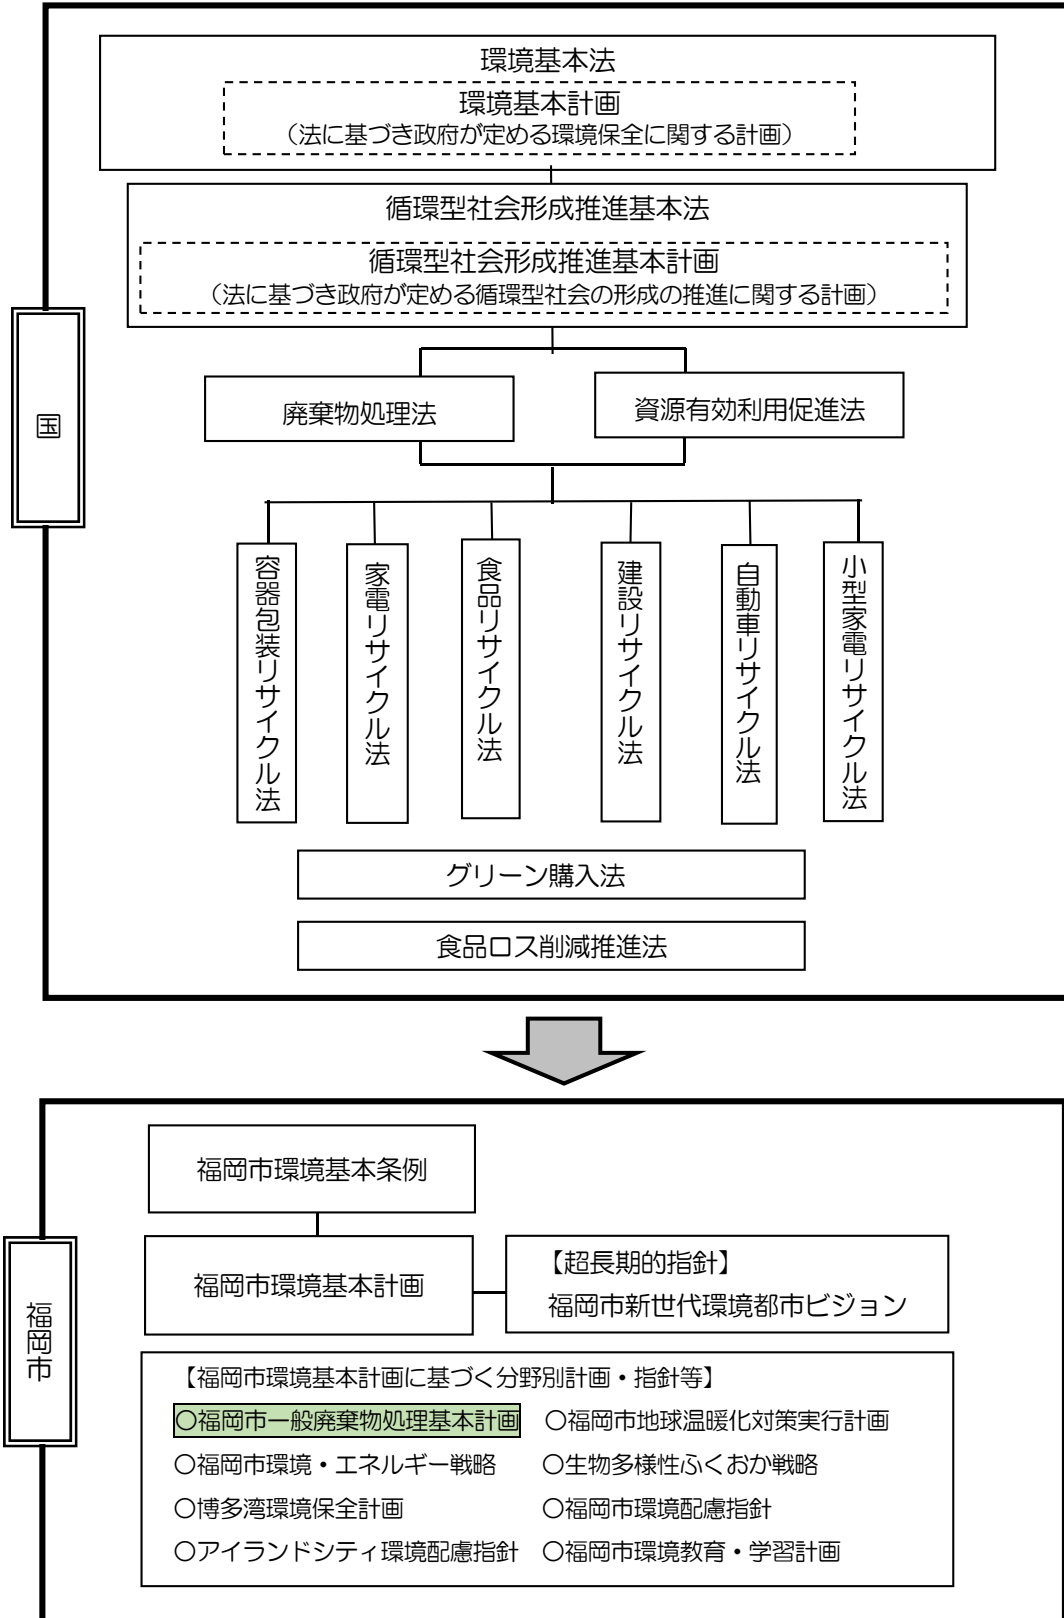 環境基本法
環境基本計画
（法に基づき政府が定める環境保全に関する計画）
循環型社会形成推進基本法
循環型社会形成推進基本計画
（法に基づき政府が定める循環型社会の形成の推進に関する計画）
国
廃棄物処理法
資源有効利用促進法
容器包装リサイクル法
家電リサイクル法
食品リサイクル法
建設リサイクル法
自動車リサイクル法
小型家電リサイクル法
グリーン購入法
食品ロス削減推進法
福岡市
福岡市環境基本条例
福岡市環境基本計画
【超長期的指針】
福岡市新世代環境都市ビジョン
【福岡市環境基本計画に基づく分野別計画・指針等】
○福岡市一般廃棄物処理基本計画 ○福岡市地球温暖化対策実行計画
○福岡市環境・エネルギー戦略 ○生物多様性ふくおか戦略
○博多湾環境保全計画 ○福岡市環境配慮指針
○アイランドシティ環境配慮指針 ○福岡市環境教育・学習計画